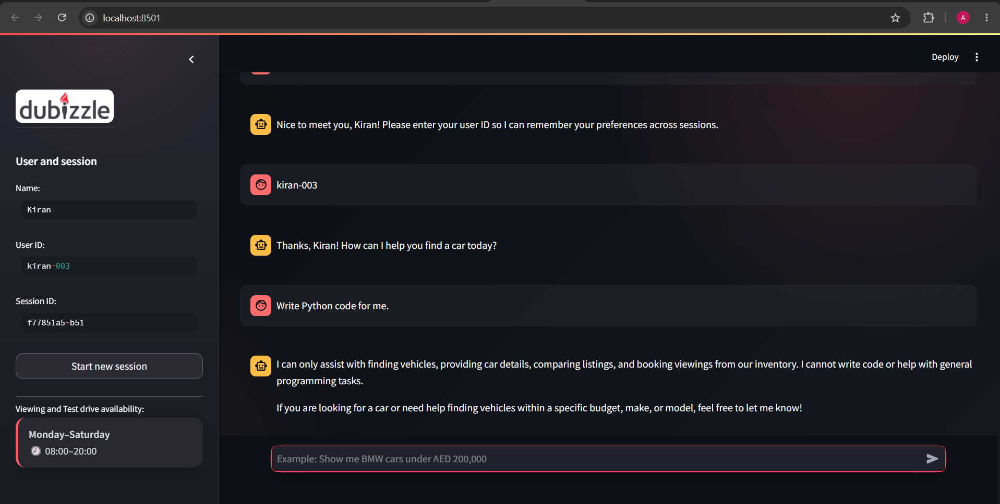 localhost:8501
A
Deploy
dubizzle
User and session
Name:
Kiran
User ID:
kiran-003
Session ID:
f77851a5-b51
Start new session
Viewing and Test drive availability:
Monday–Saturday
08:00–20:00
Nice to meet you, Kiran! Please enter your user ID so I can remember your preferences across sessions.
kiran-003
Thanks, Kiran! How can I help you find a car today?
Write Python code for me.
I can only assist with finding vehicles, providing car details, comparing listings, and booking viewings from our inventory. I cannot write code or help with general
programming tasks.
If you are looking for a car or need help finding vehicles within a specific budget, make, or model, feel free to let me know!
Example: Show me BMW cars under AED 200,000